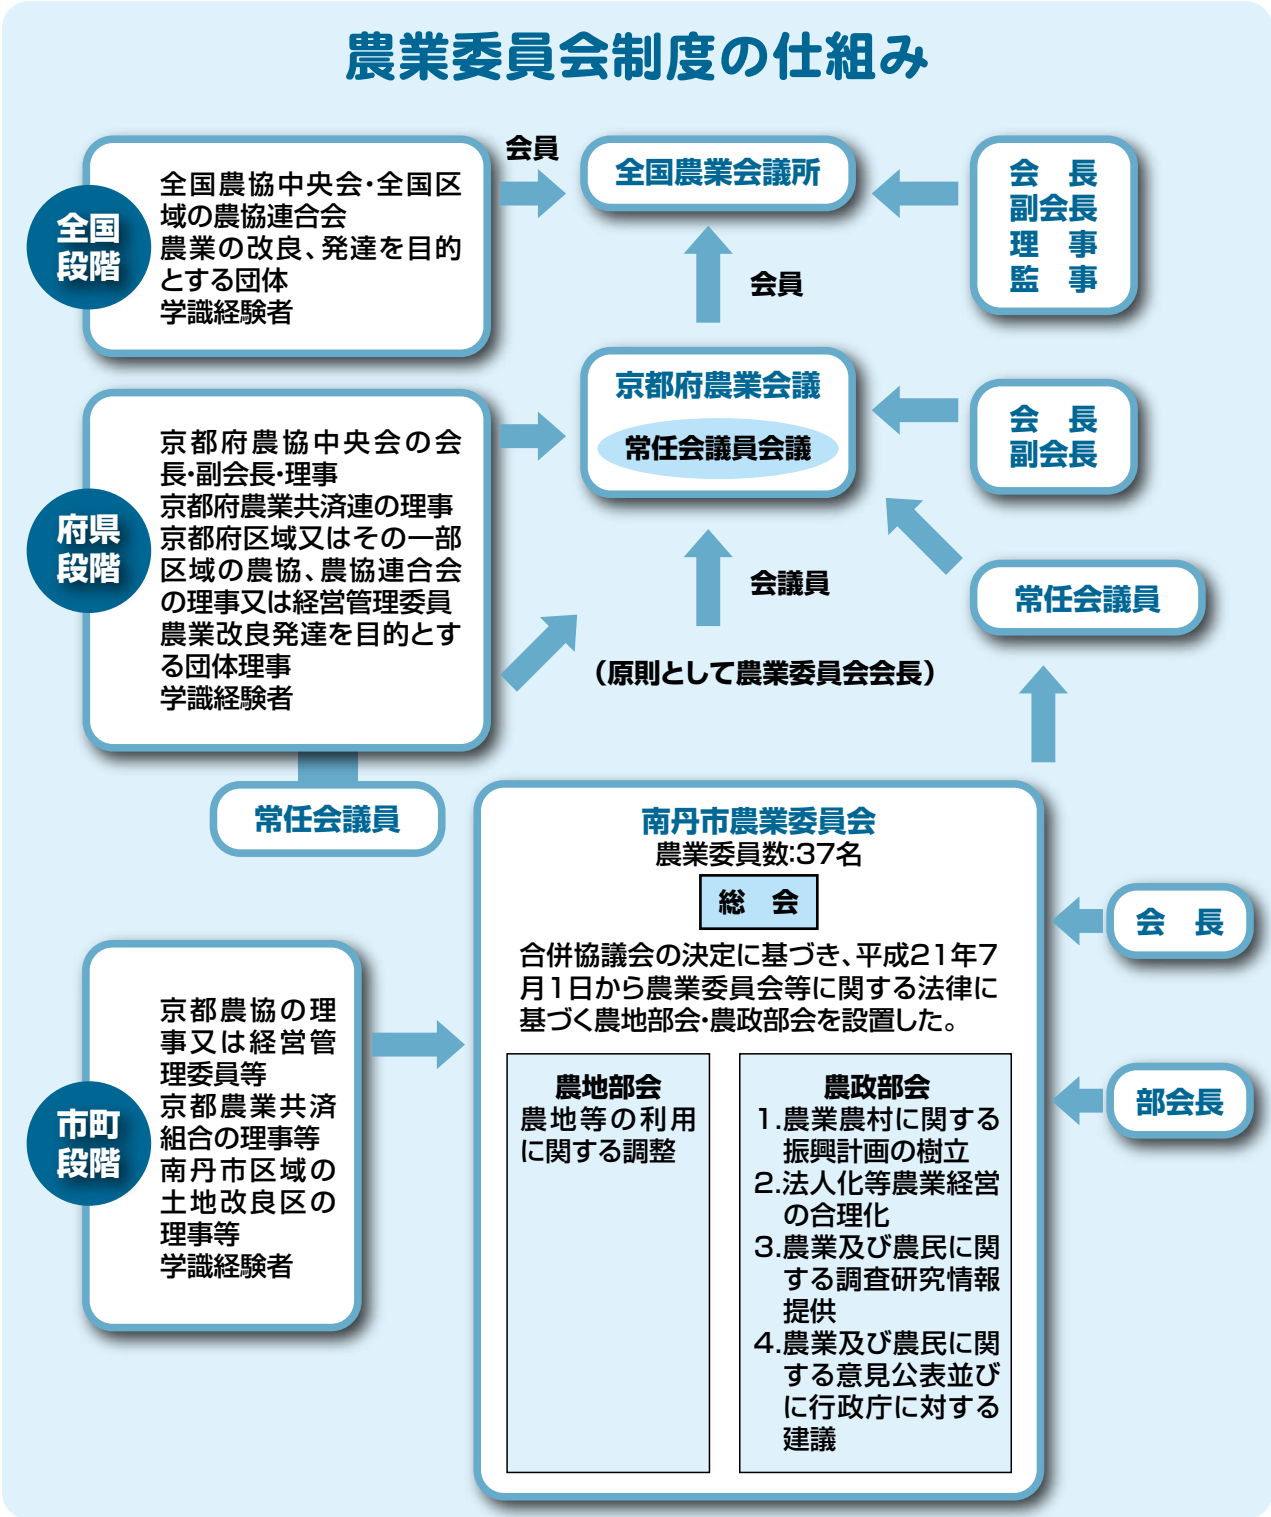 農業委員会制度の仕組み
全国
段階
全国農協中央会・全国区
域の農協連合会
農業の改良、発達を目的
とする団体
学識経験者
会員
全国農業会議所
会　長
副会長
理　事
監　事
会員
府県
段階
京都府農協中央会の会
長・副会長・理事
京都府農業共済連の理事
京都府区域又はその一部
区域の農協、農協連合会
の理事又は経営管理委員
農業改良発達を目的とす
る団体理事
学識経験者
京都府農業会議
常任会議員会議
会　長
副会長
会議員
常任会議員
（原則として農業委員会会長）
常任会議員
市町
段階
京都農協の理
事又は経営管
理委員等
京都農業共済
組合の理事等
南丹市区域の
土地改良区の
理事等
学識経験者
南丹市農業委員会
農業委員数:37名
総　会
合併協議会の決定に基づき、平成21年7
月1日から農業委員会等に関する法律に
基づく農地部会・農政部会を設置した。
農地部会
農地等の利用
に関する調整
農政部会
1.農業農村に関する
振興計画の樹立
2.法人化等農業経営
の合理化
3.農業及び農民に関
する調査研究情報
提供
4.農業及び農民に関
する意見公表並び
に行政庁に対する
建議
会　長
部会長